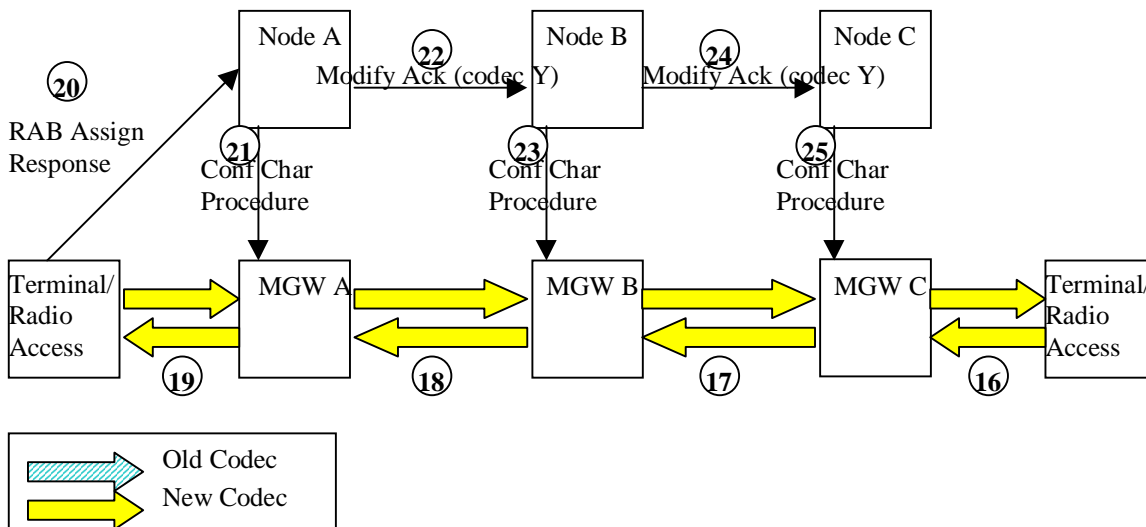 Node A
Node B
Node C
22
24
Modify Ack (codec Y)
Modify Ack (codec Y)
20
RAB Assign
Response
21
Conf Char
Procedure
23
Conf Char
Procedure
25
Conf Char
Procedure
Terminal/
Radio
Access
MGW A
MGW B
MGW C
Terminal/
Radio
Access
19
18
17
16
Old Codec
New Codec